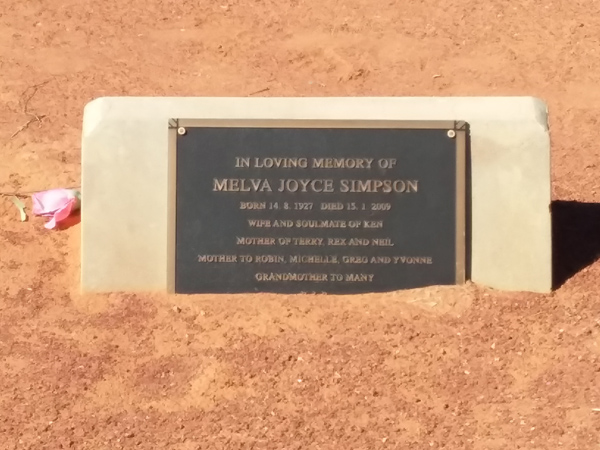 IN LOVING MEMORY OF
MELVA JOYCE SIMPSON
BORN 14. 8. 1927 DIED 15. 1 2009
WIFE AND SOULMATE OF KEN
MOTHER OF TERRY, REX AND NEIL
MOTHER TO ROBIN, MICHELLE, GREG AND YVONNE
GRANDMOTHER TO MANY